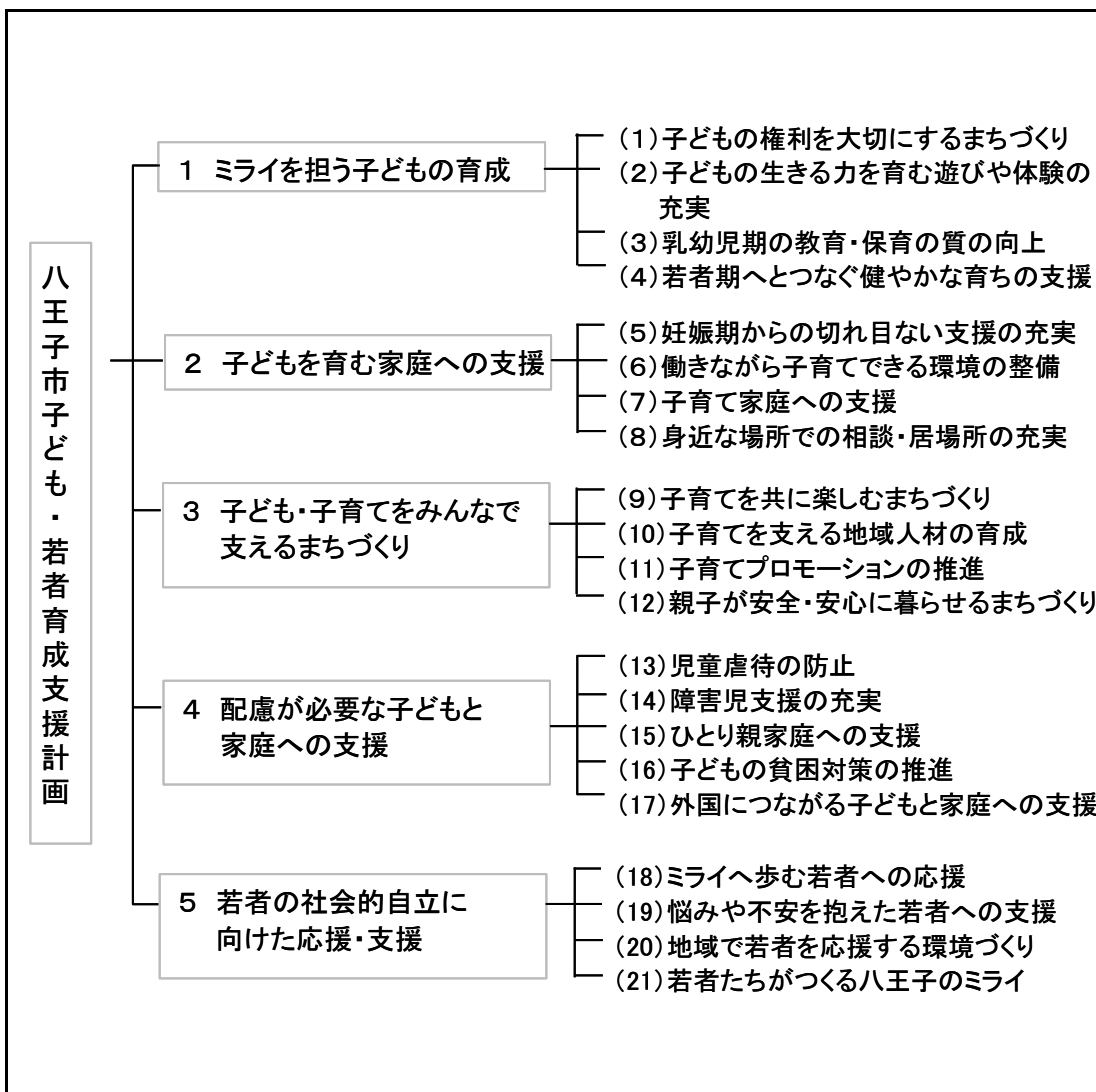 八王子市子ども・若者育成支援計画
1 ミライを担う子どもの育成
(1)子どもの権利を大切にするまちづくり
(2)子どもの生きる力を育む遊びや体験の
充実
(3)乳幼児期の教育・保育の質の向上
(4)若者期へとつなぐ健やかな育ちの支援
2 子どもを育む家庭への支援
(5)妊娠期からの切れ目ない支援の充実
(6)働きながら子育てできる環境の整備
(7)子育て家庭への支援
(8)身近な場所での相談・居場所の充実
3 子ども・子育てをみんなで
支えるまちづくり
(9)子育てを共に楽しむまちづくり
(10)子育てを支える地域人材の育成
(11)子育てプロモーションの推進
(12)親子が安全・安心に暮らせるまちづくり
4 配慮が必要な子どもと
家庭への支援
(13)児童虐待の防止
(14)障害児支援の充実
(15)ひとり親家庭への支援
(16)子どもの貧困対策の推進
(17)外国につながる子どもと家庭への支援
5 若者の社会的自立に
向けた応援・支援
(18)ミライへ歩む若者への応援
(19)悩みや不安を抱えた若者への支援
(20)地域で若者を応援する環境づくり
(21)若者たちがつくる八王子のミライ